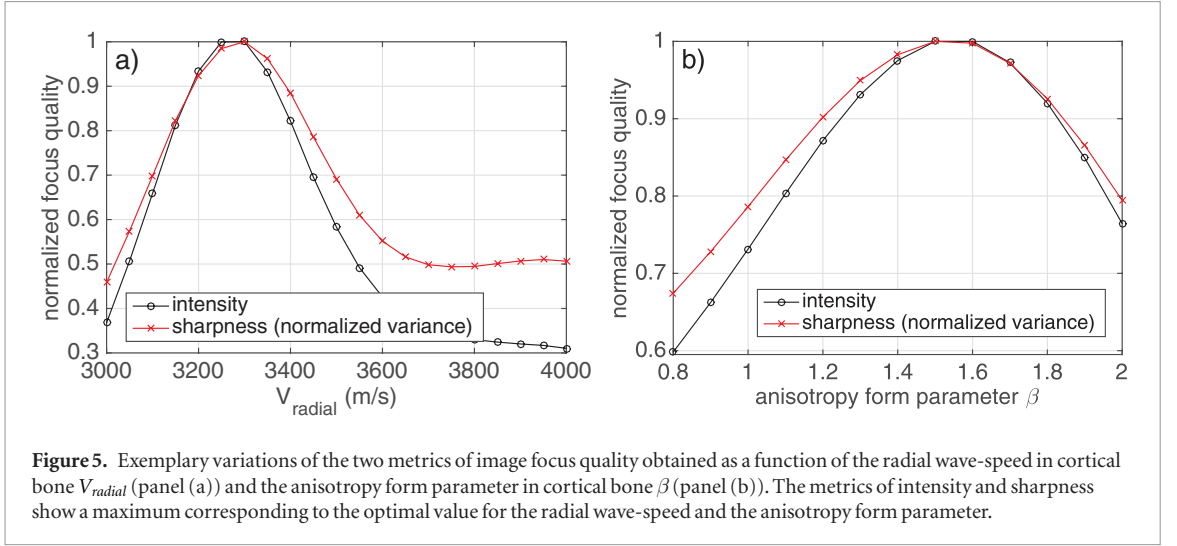 a)
normalized focus quality
1
0.9
0.8
0.7
0.6
0.5
0.4
0.3
intensity
sharpness (normalized variance)
3000 3200 3400 3600 3800 4000
V_radial (m/s)
b)
normalized focus quality
1
0.9
0.8
0.7
0.6
intensity
sharpness (normalized variance)
0.8 1 1.2 1.4 1.6 1.8 2
anisotropy form parameter β
Figure 5. Exemplary variations of the two metrics of image focus quality obtained as a function of the radial wave-speed in cortical
bone V_radial (panel (a)) and the anisotropy form parameter in cortical bone β (panel (b)). The metrics of intensity and sharpness
show a maximum corresponding to the optimal value for the radial wave-speed and the anisotropy form parameter.